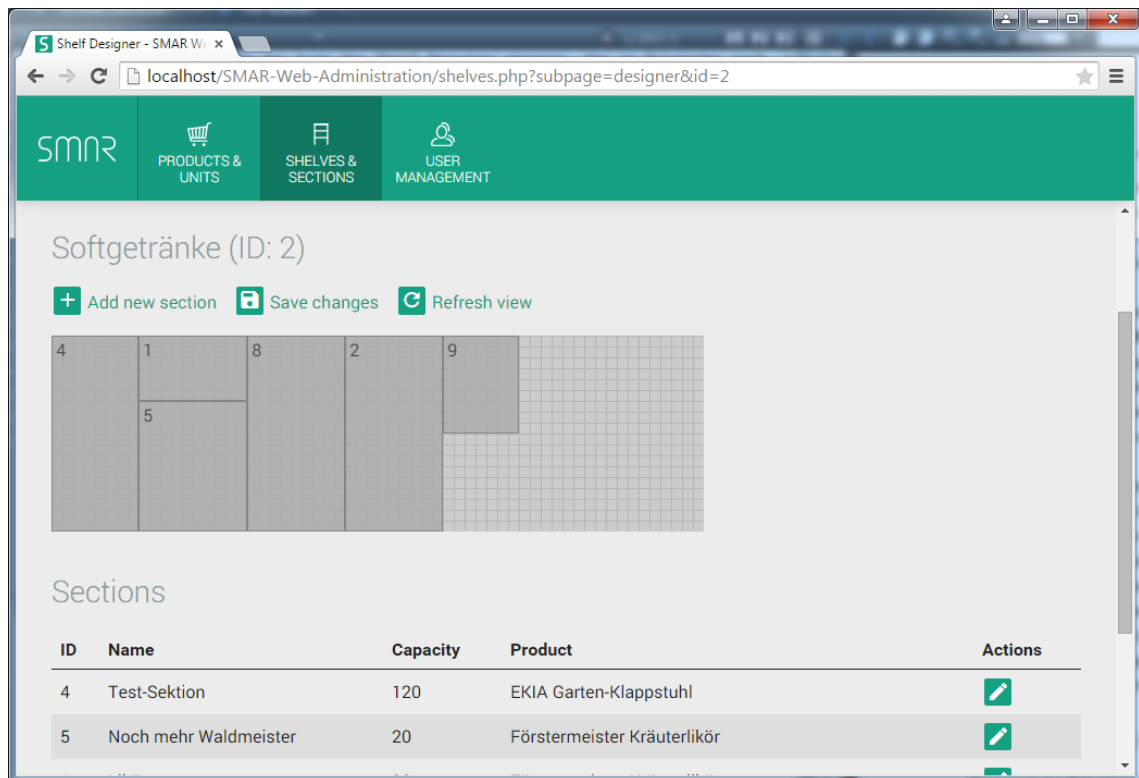 Shelf Designer - SMAR W
localhost/SMAR-Web-Administration/shelves.php?subpage=designer&id=2
SMAR
PRODUCTS & UNITS
SHELVES & SECTIONS
USER MANAGEMENT
Softgetränke (ID: 2)
Add new section Save changes Refresh view
4 1 8 2 9
5
Sections
ID Name Capacity Product Actions
4 Test-Sektion 120 EKIA Garten-Klappstuhl
5 Noch mehr Waldmeister 20 Förstermeister Kräuterlikör